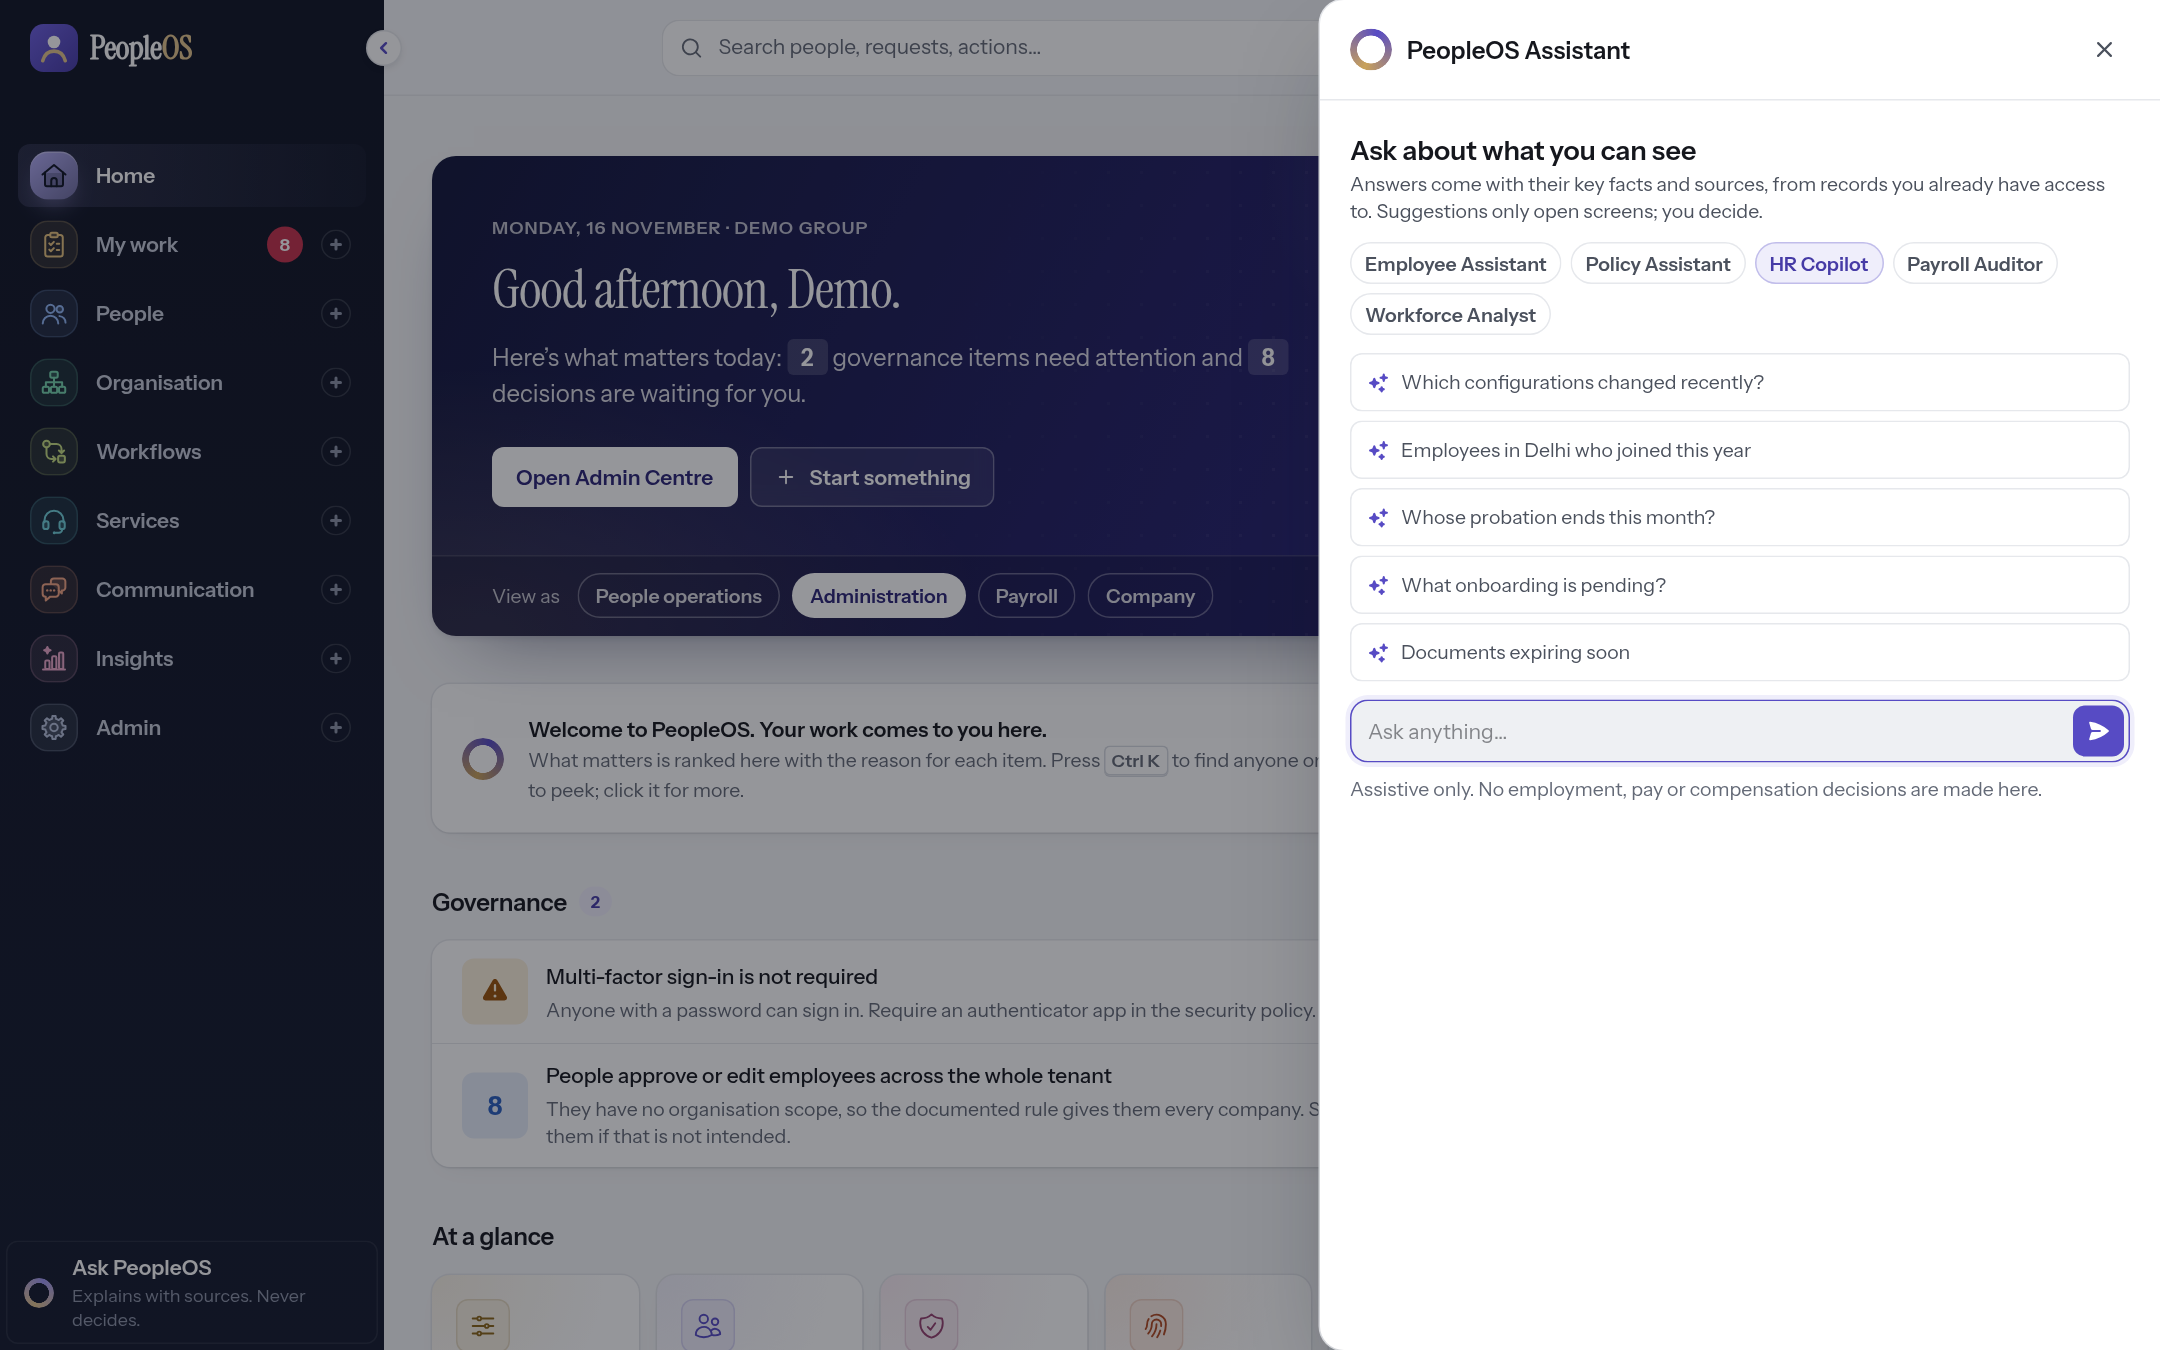 PeopleOS
Home
My work
8
People
Organisation
Workflows
Services
Communication
Insights
Admin
Ask PeopleOS
Explains with sources. Never
decides.
Search people, requests, actions...
MONDAY, 16 NOVEMBER · DEMO GROUP
Good afternoon, Demo.
Here's what matters today: 2 governance items need attention and 8
decisions are waiting for you.
Open Admin Centre
Start something
View as
People operations
Administration
Payroll
Company
Welcome to PeopleOS. Your work comes to you here.
What matters is ranked here with the reason for each item. Press Ctrl K to find anyone or
to peek; click it for more.
Governance 2
Multi-factor sign-in is not required
Anyone with a password can sign in. Require an authenticator app in the security policy.
8
People approve or edit employees across the whole tenant
They have no organisation scope, so the documented rule gives them every company. S
them if that is not intended.
At a glance
PeopleOS Assistant
Ask about what you can see
Answers come with their key facts and sources, from records you already have access
to. Suggestions only open screens; you decide.
Employee Assistant
Policy Assistant
HR Copilot
Payroll Auditor
Workforce Analyst
Which configurations changed recently?
Employees in Delhi who joined this year
Whose probation ends this month?
What onboarding is pending?
Documents expiring soon
Ask anything...
Assistive only. No employment, pay or compensation decisions are made here.